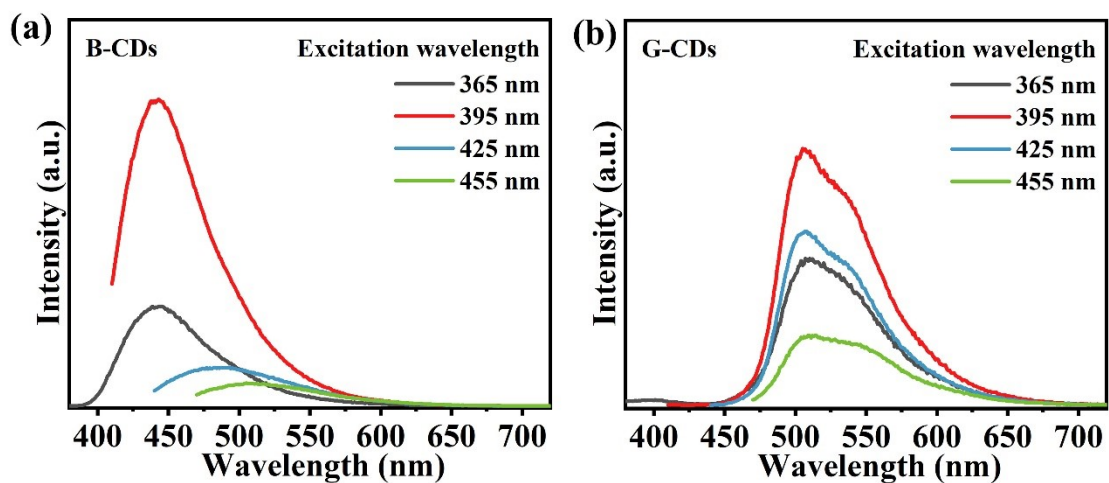 (a)
B-CDs
Excitation wavelength
365 nm
395 nm
425 nm
455 nm
Intensity (a.u.)
400 450 500 550 600 650 700
Wavelength (nm)
(b)
G-CDs
Excitation wavelength
365 nm
395 nm
425 nm
455 nm
Intensity (a.u.)
400 450 500 550 600 650 700
Wavelength (nm)